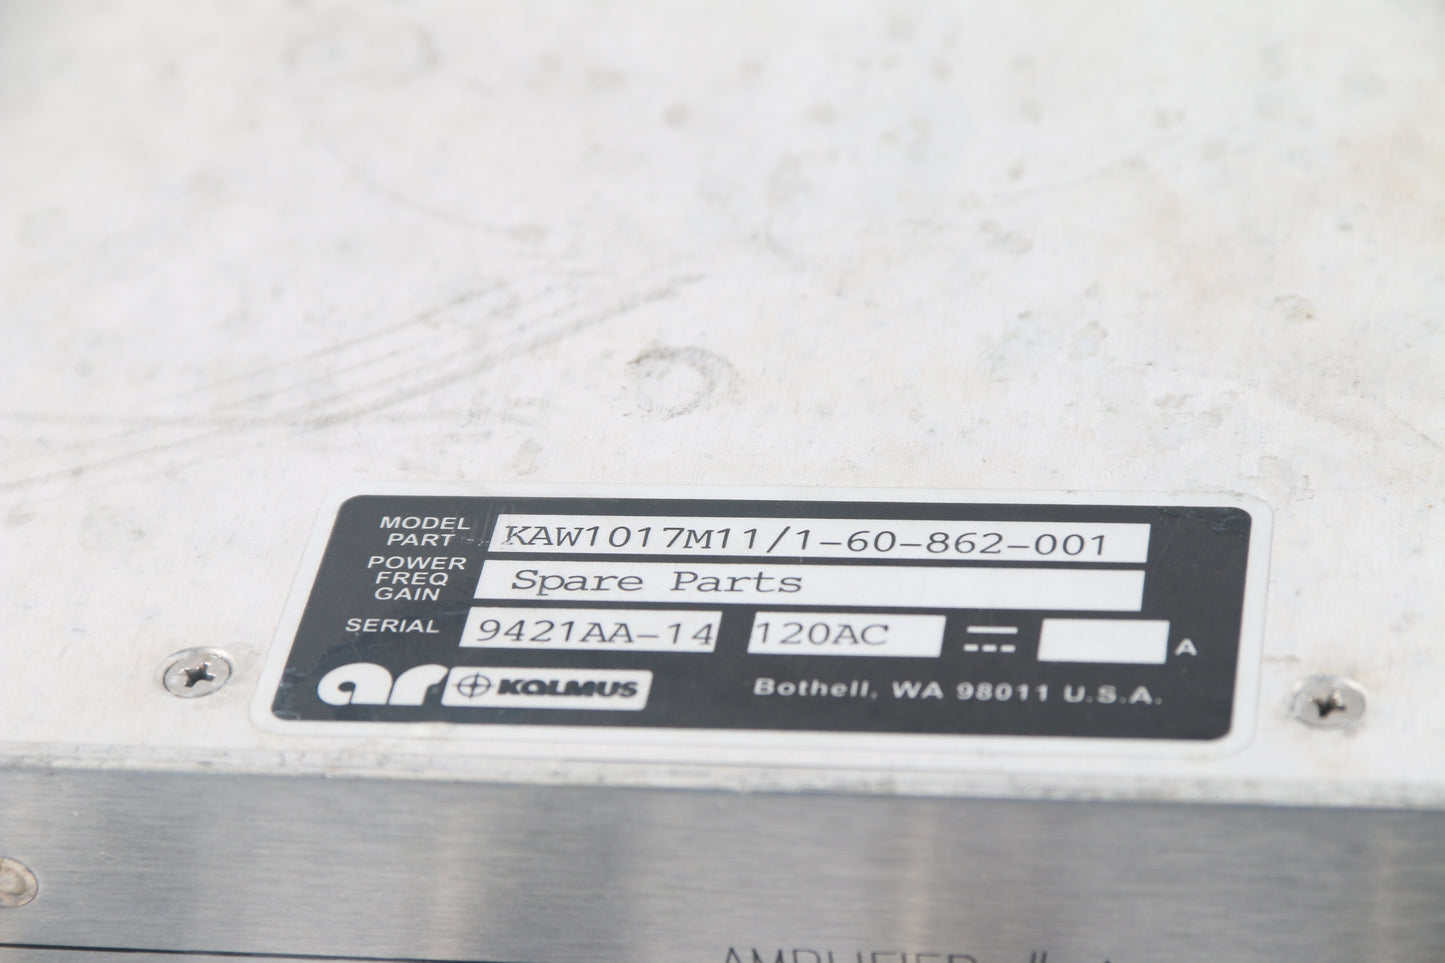 MODEL
PART KAW1017M11/1-60-862-001
POWER
FREQ Spare Parts
GAIN
SERIAL 9421AA-14 120AC A
ar KALMUS Bothell, WA 98011 U.S.A.
AMPLIFIER